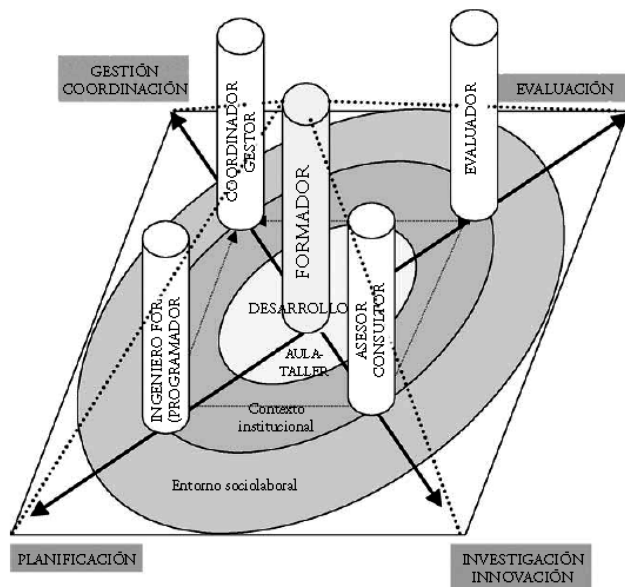 GESTIÓN
COORDINACIÓN
EVALUACIÓN
COORDINADOR
GESTOR
EVALUADOR
FORMADOR
INGENIERO FOR
(PROGRAMADOR
ASESOR
CONSULTOR
DESARROLLO
AULA-
TALLER
Contexto
institucional
Entorno sociolaboral
PLANIFICACIÓN
INVESTIGACIÓN
INNOVACIÓN